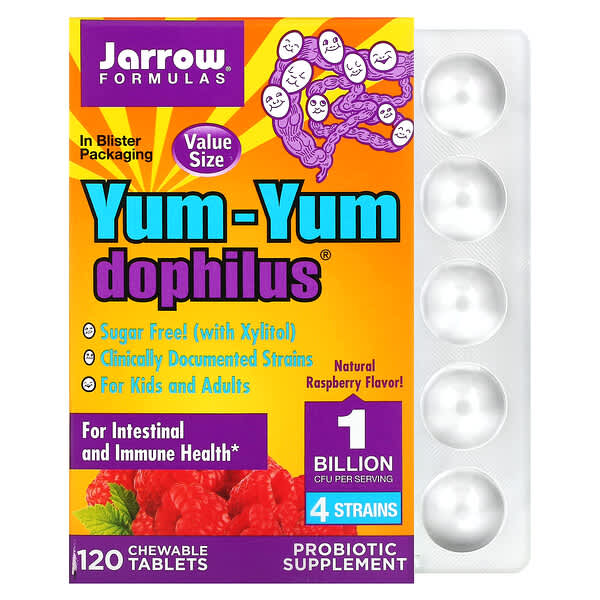 Jarrow®
FORMULAS
In Blister
Packaging
Value
Size
Yum-Yum
dophilus®
Sugar Free! (with Xylitol)
Clinically Documented Strains
For Kids and Adults
Natural
Raspberry Flavor!
For Intestinal
and Immune Health*
1
BILLION
CFU PER SERVING
4 STRAINS
120 CHEWABLE
TABLETS
PROBIOTIC
SUPPLEMENT